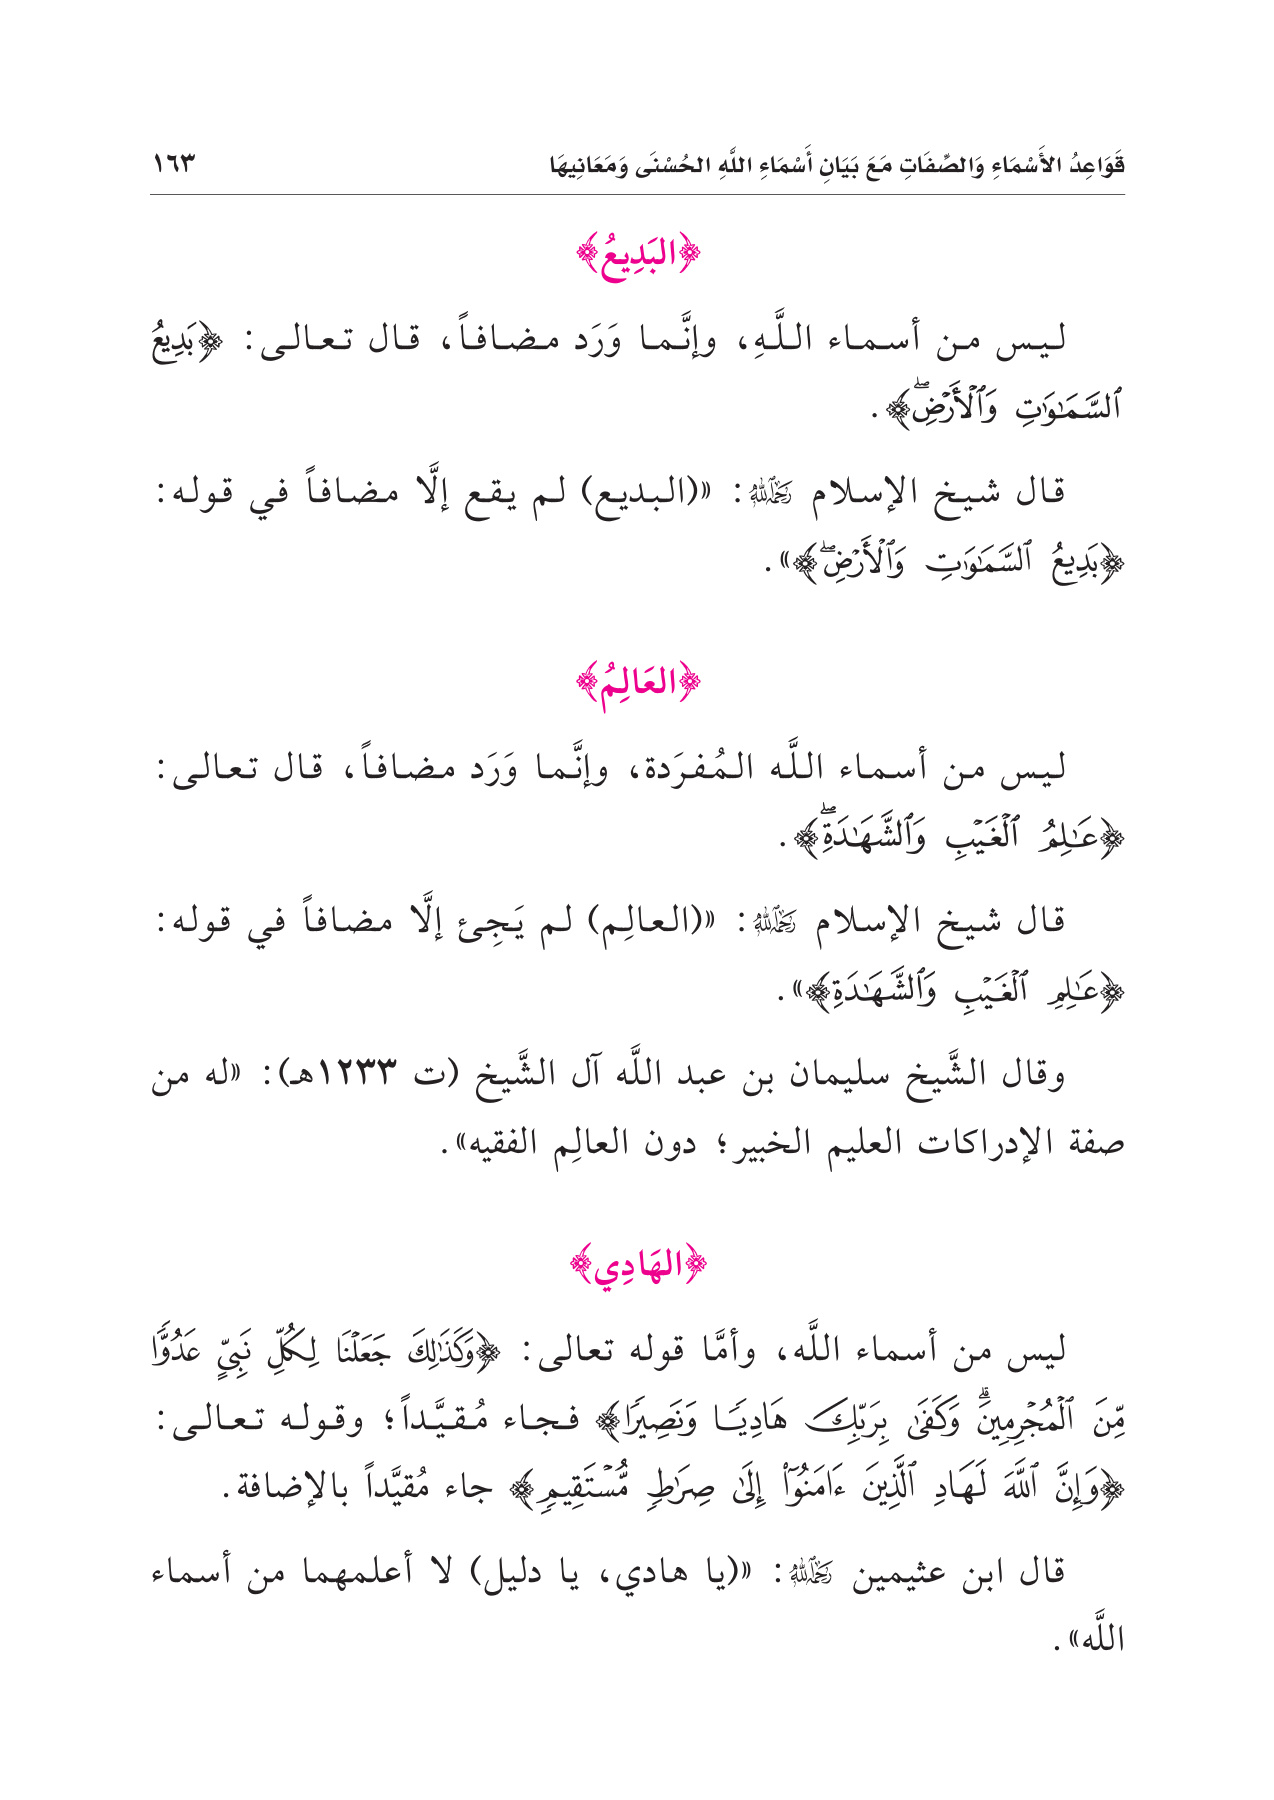 قَوَاعِدُ الأَسْمَاءِ وَالصِّفَاتِ مَعَ بَيَانِ أَسْمَاءِ اللَّهِ الحُسْنَى وَمَعَانِيهَا ١٦٣
﴿البَدِيعُ﴾
ليس من أسماء اللَّهِ، وإنَّما وَرَد مضافاً، قال تعالى: ﴿بَدِيعُ
ٱلسَّمَٰوَٰتِ وَٱلْأَرْضِۖ﴾.
قال شيخ الإسلام رَحِمَهُ ٱللَّهُ: «(البديع) لم يقع إلَّا مضافاً في قوله:
﴿بَدِيعُ ٱلسَّمَٰوَٰتِ وَٱلْأَرْضِۖ﴾».
﴿العَالِمُ﴾
ليس من أسماء اللَّه المُفرَدة، وإنَّما وَرَد مضافاً، قال تعالى:
﴿عَٰلِمُ ٱلْغَيْبِ وَٱلشَّهَٰدَةِۖ﴾.
قال شيخ الإسلام رَحِمَهُ ٱللَّهُ: «(العالِم) لم يَجِئ إلَّا مضافاً في قوله:
﴿عَٰلِمِ ٱلْغَيْبِ وَٱلشَّهَٰدَةِ﴾».
وقال الشَّيخ سليمان بن عبد اللَّه آل الشَّيخ (ت ١٢٣٣هـ): «له من
صفة الإدراكات العليم الخبير؛ دون العالِم الفقيه».
﴿الهَادِي﴾
ليس من أسماء اللَّه، وأمَّا قوله تعالى: ﴿وَكَذَٰلِكَ جَعَلْنَا لِكُلِّ نَبِيٍّ عَدُوًّا
مِّنَ ٱلْمُجْرِمِينَۗ وَكَفَىٰ بِرَبِّكَ هَادِيًا وَنَصِيرًا﴾ فجاء مُقيَّداً؛ وقوله تعالى:
﴿وَإِنَّ ٱللَّهَ لَهَادِ ٱلَّذِينَ ءَامَنُوٓا۟ إِلَىٰ صِرَٰطٍ مُّسْتَقِيمٍ﴾ جاء مُقيَّداً بالإضافة.
قال ابن عثيمين رَحِمَهُ ٱللَّهُ: «(يا هادي، يا دليل) لا أعلمهما من أسماء
اللَّه».